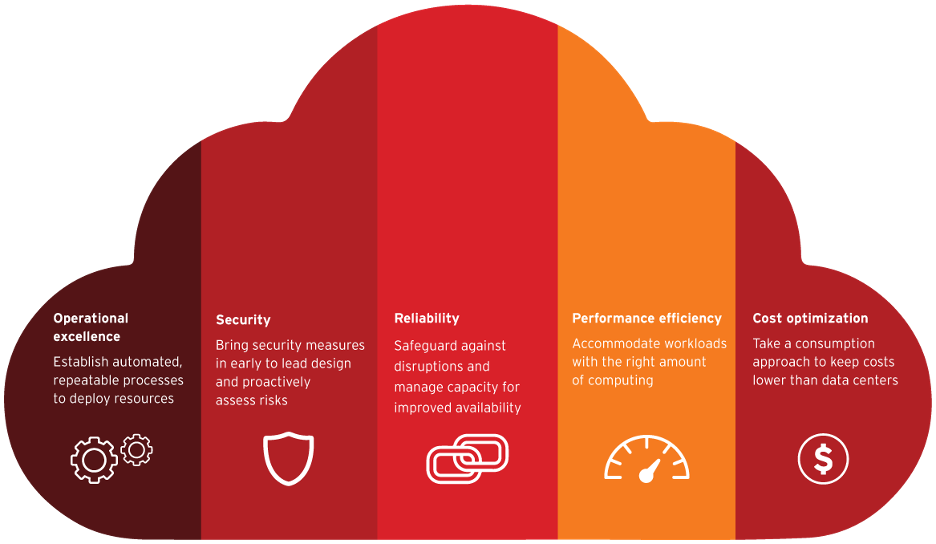 Operational
excellence
Establish automated,
repeatable processes
to deploy resources
Security
Bring security measures
in early to lead design
and proactively
assess risks
Reliability
Safeguard against
disruptions and
manage capacity for
improved availability
Performance efficiency
Accommodate workloads
with the right amount
of computing
Cost optimization
Take a consumption
approach to keep costs
lower than data centers
$